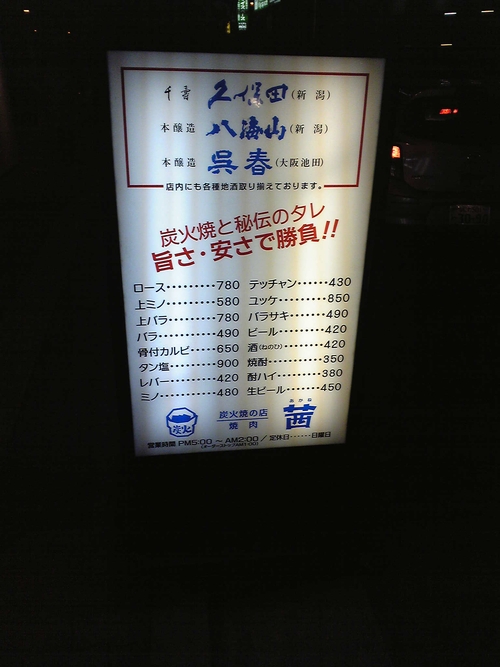 千寿 久保田(新潟)
本醸造 八海山(新潟)
本醸造 呉春(大阪池田)
店内にも各種地酒取り揃えております。
炭火焼と秘伝のタレ
旨さ・安さで勝負!!
ロース………780
上ミノ………580
上バラ………780
バラ………490
骨付カルビ……650
タン塩………900
レバー………420
ミノ………480
テッチャン……430
ユッケ………850
バラサキ……490
ビール………420
酒(ねのひ)………420
焼酎………350
酎ハイ………380
生ビール……450
炭火
炭火焼の店
焼肉
あかね
茜
営業時間 PM5:00 ~ AM2:00 / 定休日……日曜日